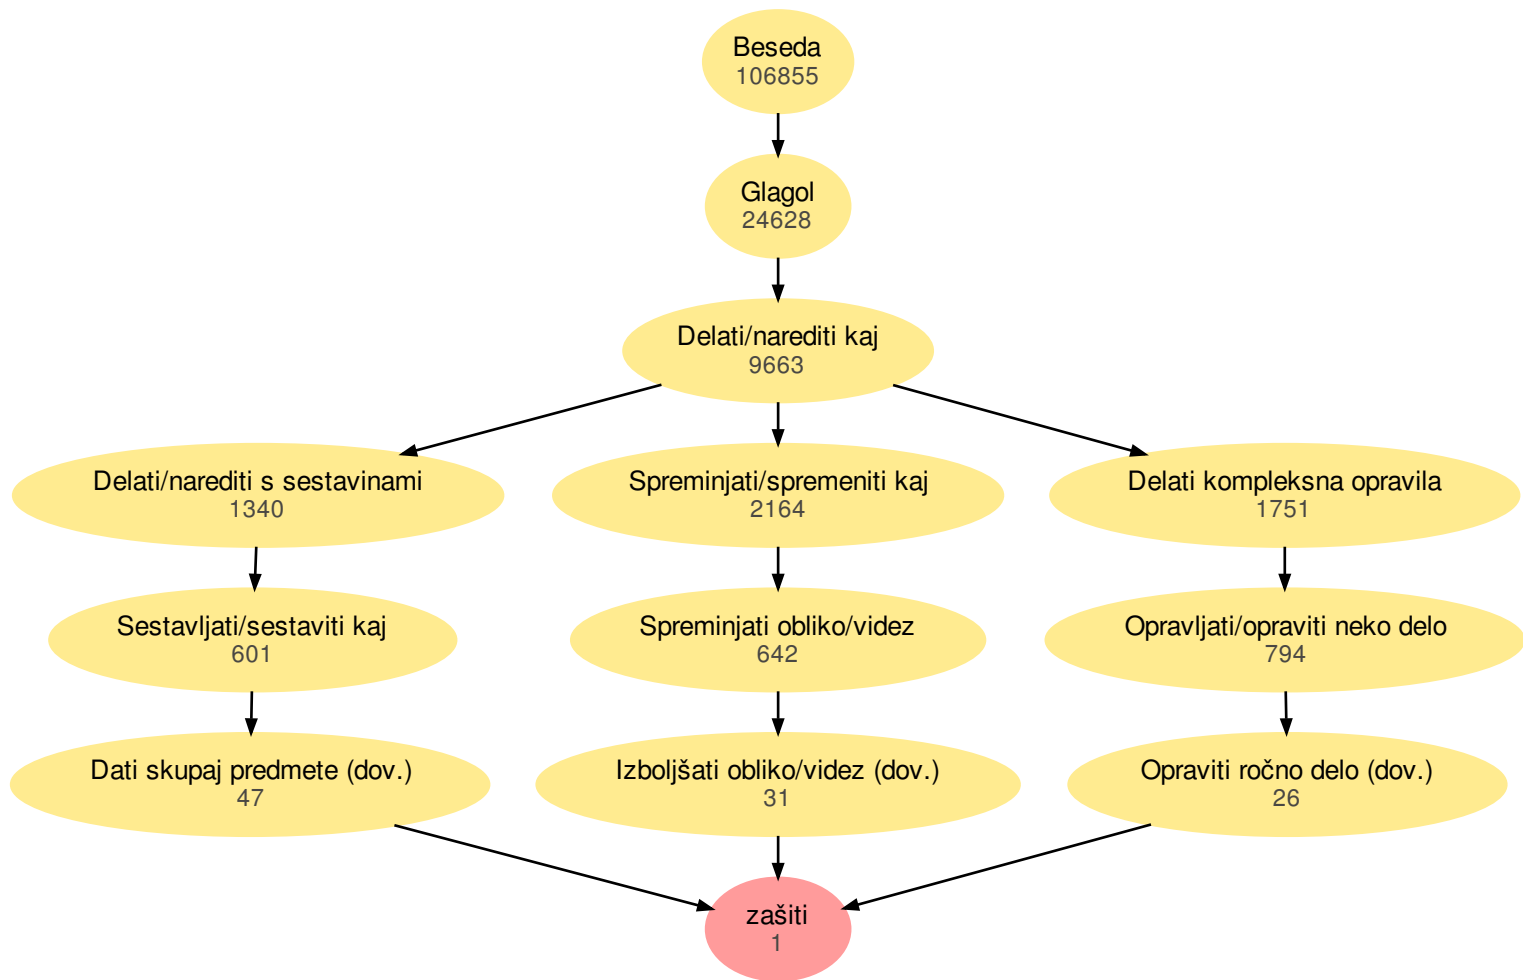 Beseda
106855
Glagol
24628
Delati/narediti kaj
9663
Delati/narediti s sestavinami
1340
Spreminjati/spremeniti kaj
2164
Delati kompleksna opravila
1751
Sestavljati/sestaviti kaj
601
Spreminjati obliko/videz
642
Opravljati/opraviti neko delo
794
Dati skupaj predmete (dov.)
47
Izboljšati obliko/videz (dov.)
31
Opraviti ročno delo (dov.)
26
zašiti
1